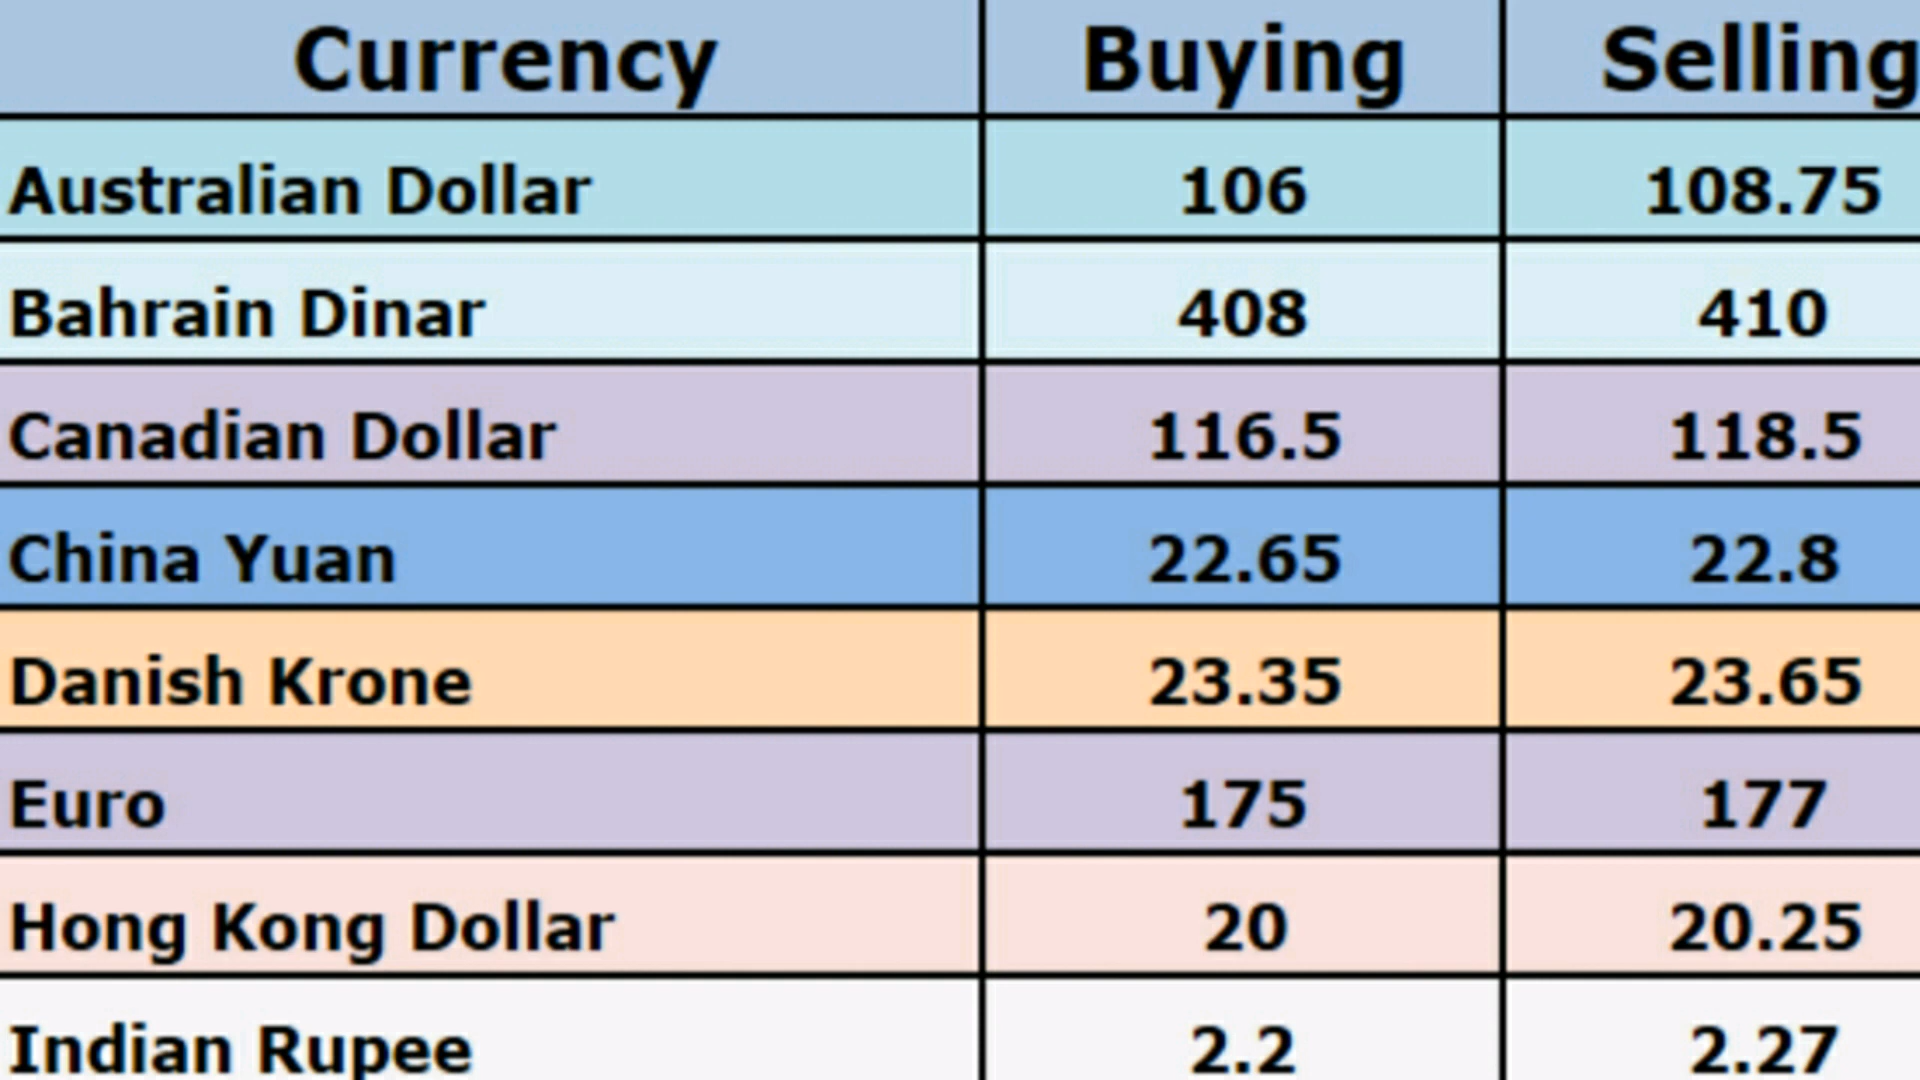 Currency Buying Selling
Australian Dollar 106 108.75
Bahrain Dinar 408 410
Canadian Dollar 116.5 118.5
China Yuan 22.65 22.8
Danish Krone 23.35 23.65
Euro 175 177
Hong Kong Dollar 20 20.25
Indian Rupee 2.2 2.27